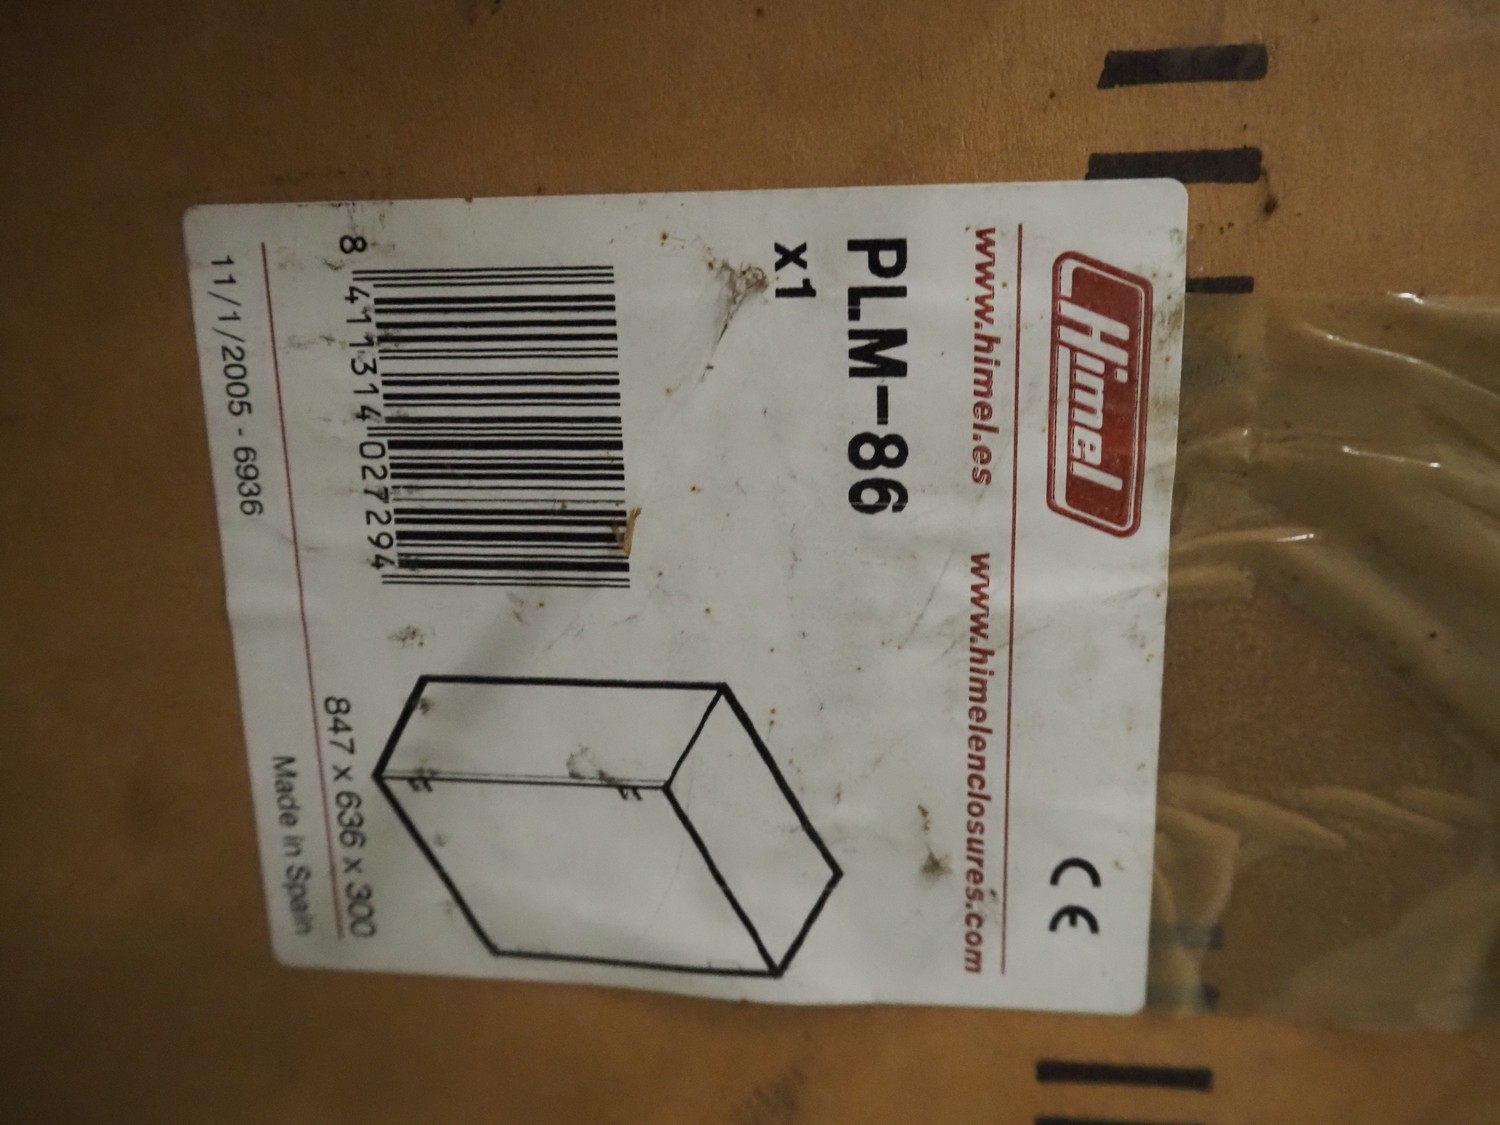 Himel
CE
www.himel.es www.himelenclosures.com
PLM-86
x1
8 411314 027294
847 x 636 x 300
11/1/2005 - 6936
Made in Spain